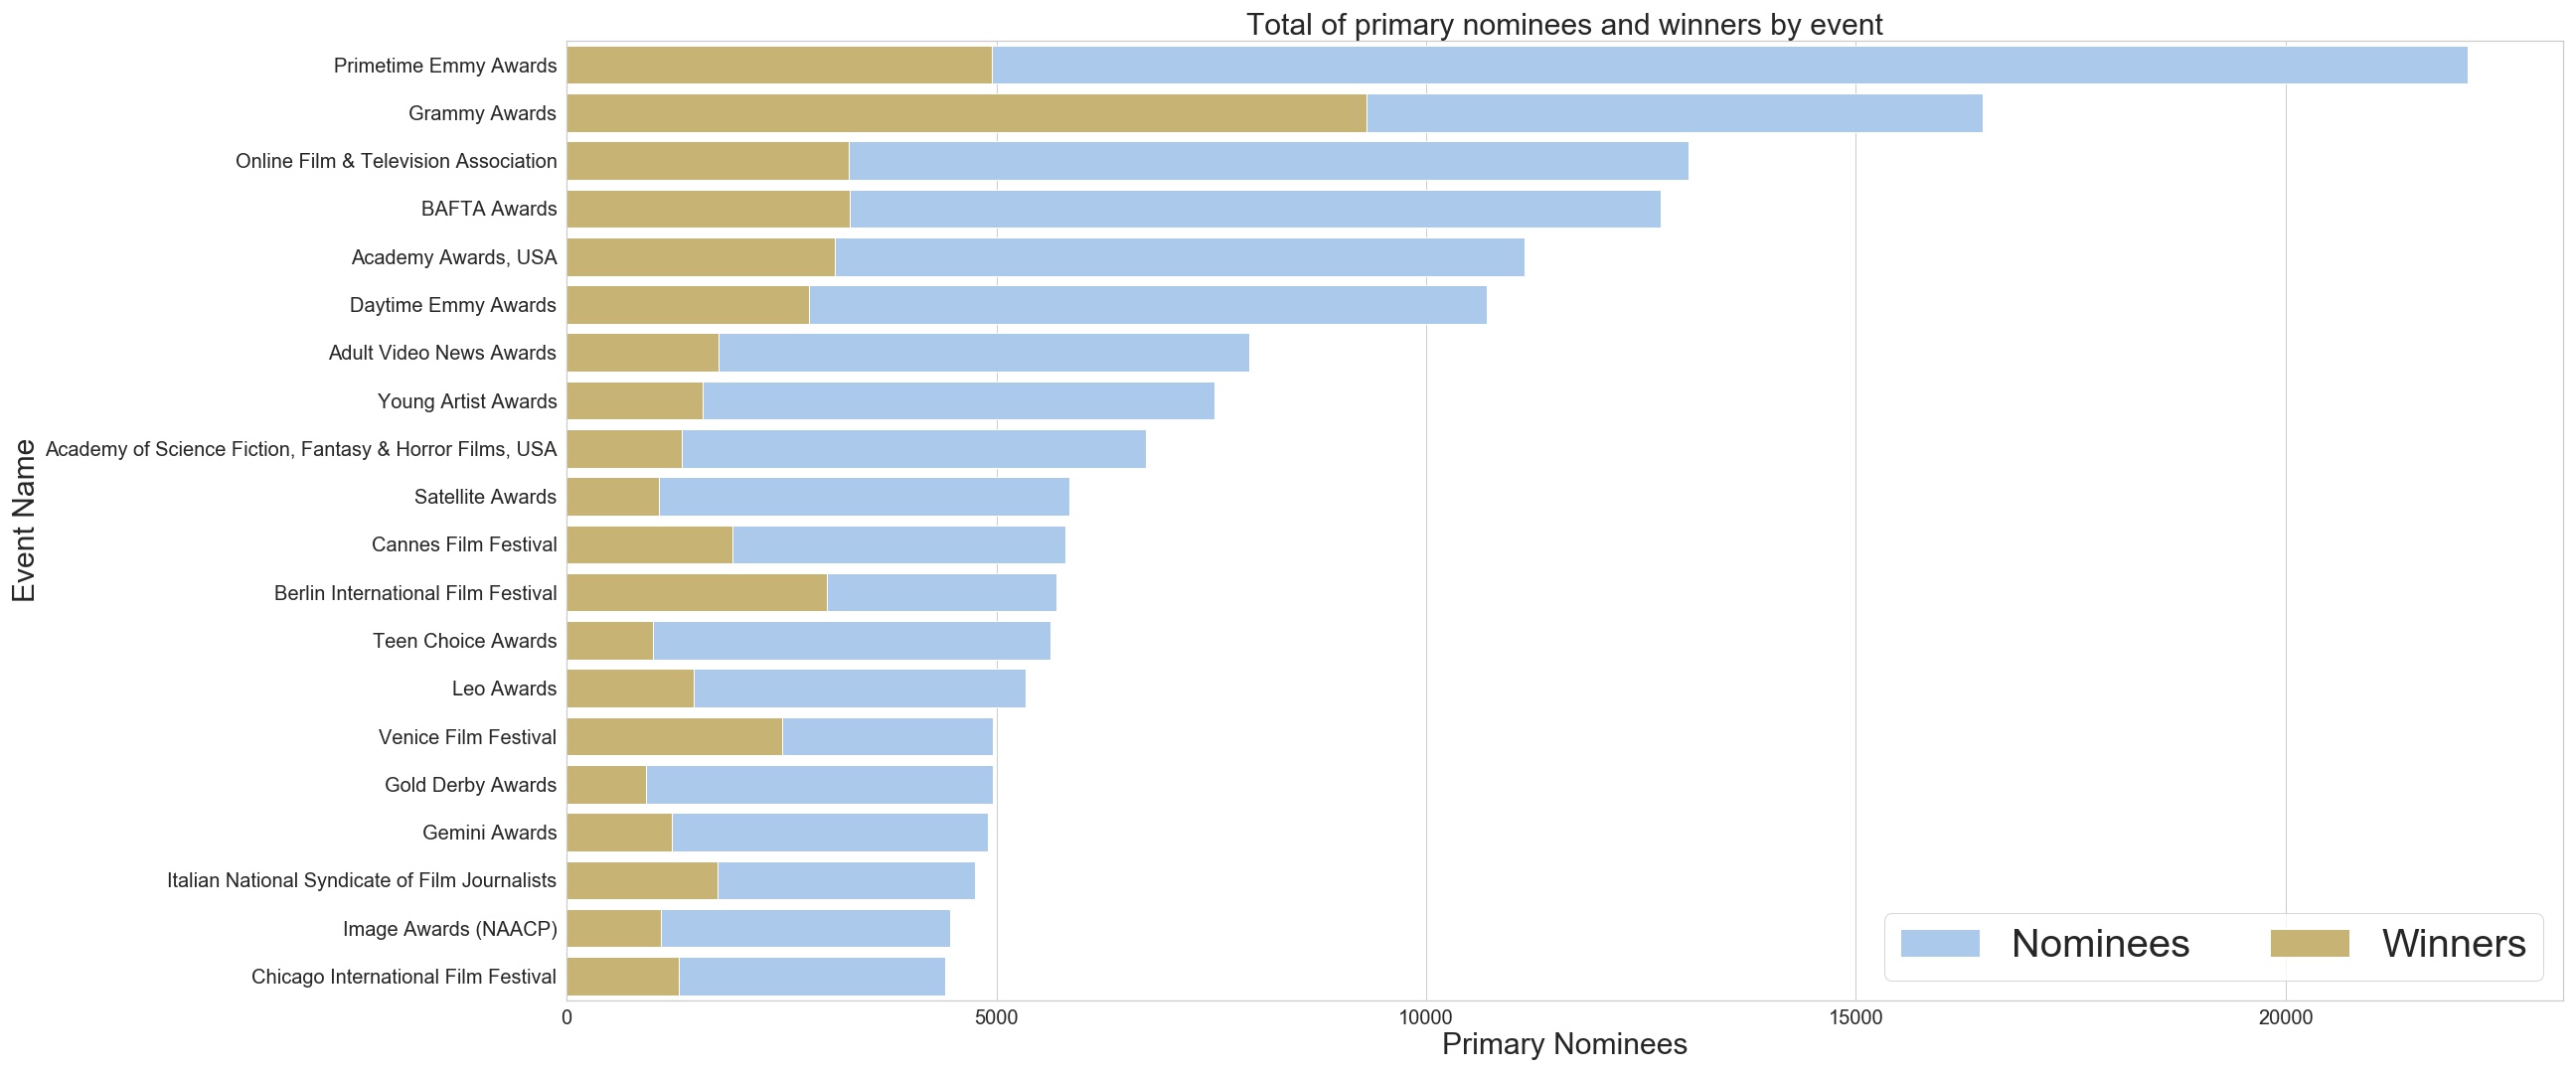 Total of primary nominees and winners by event
Event Name
Primetime Emmy Awards
Grammy Awards
Online Film & Television Association
BAFTA Awards
Academy Awards, USA
Daytime Emmy Awards
Adult Video News Awards
Young Artist Awards
Academy of Science Fiction, Fantasy & Horror Films, USA
Satellite Awards
Cannes Film Festival
Berlin International Film Festival
Teen Choice Awards
Leo Awards
Venice Film Festival
Gold Derby Awards
Gemini Awards
Italian National Syndicate of Film Journalists
Image Awards (NAACP)
Chicago International Film Festival
Nominees Winners
0 5000 10000 15000 20000
Primary Nominees